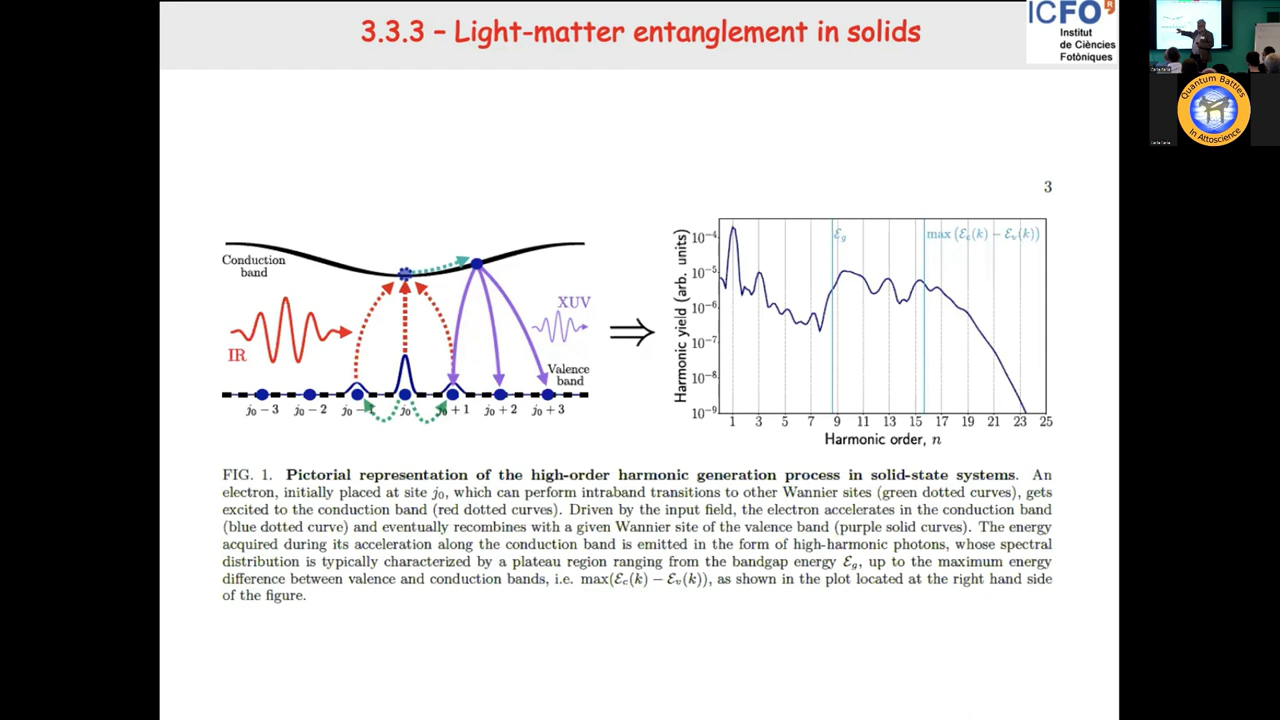 3.3.3 – Light-matter entanglement in solids
ICFO
Institut
de Ciències
Fotòniques
Quantum Battles
in Attoscience
3
Conduction
band
IR
XUV
Valence
band
j₀ − 3 j₀ − 2 j₀ − 1 j₀ j₀ + 1 j₀ + 2 j₀ + 3
Harmonic yield (arb. units)
10⁻⁴
10⁻⁵
10⁻⁶
10⁻⁷
10⁻⁸
10⁻⁹
ℰg
max (ℰc(k) − ℰv(k))
1 3 5 7 9 11 13 15 17 19 21 23 25
Harmonic order, n
FIG. 1. Pictorial representation of the high-order harmonic generation process in solid-state systems. An
electron, initially placed at site j₀, which can perform intraband transitions to other Wannier sites (green dotted curves), gets
excited to the conduction band (red dotted curves). Driven by the input field, the electron accelerates in the conduction band
(blue dotted curve) and eventually recombines with a given Wannier site of the valence band (purple solid curves). The energy
acquired during its acceleration along the conduction band is emitted in the form of high-harmonic photons, whose spectral
distribution is typically characterized by a plateau region ranging from the bandgap energy ℰg, up to the maximum energy
difference between valence and conduction bands, i.e. max(ℰc(k) − ℰv(k)), as shown in the plot located at the right hand side
of the figure.